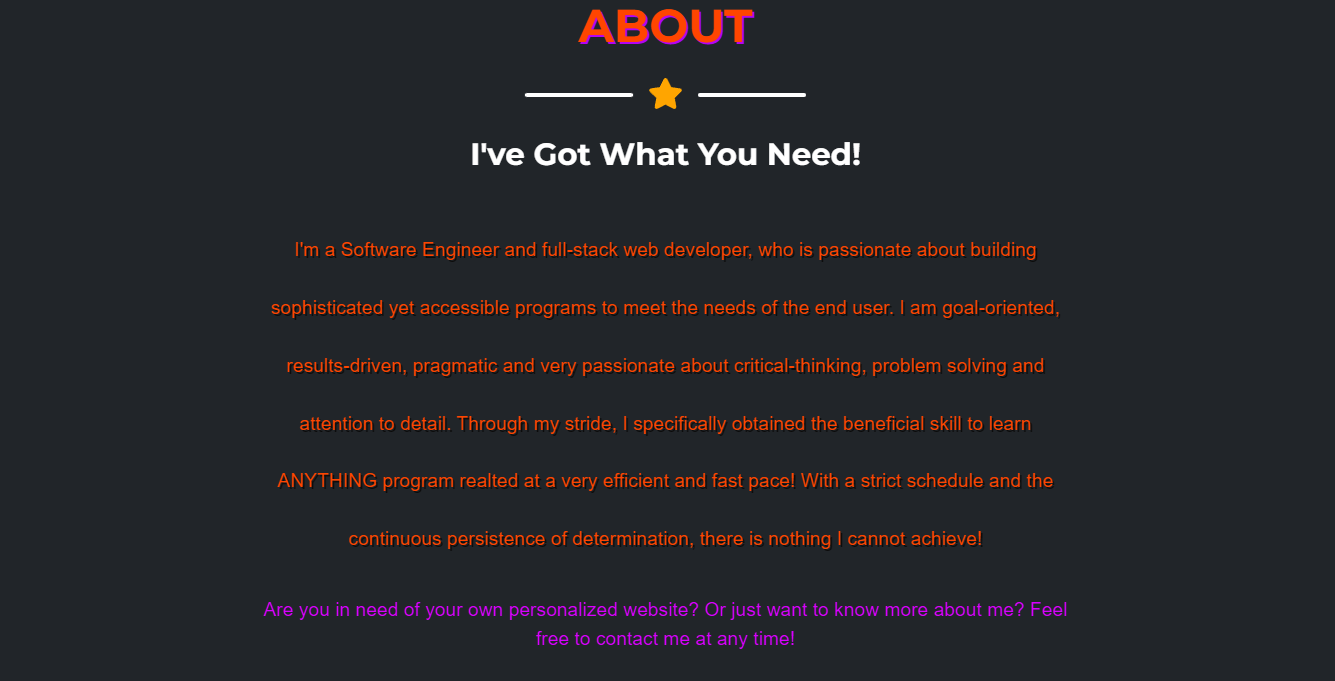 ABOUT
I've Got What You Need!
I'm a Software Engineer and full-stack web developer, who is passionate about building
sophisticated yet accessible programs to meet the needs of the end user. I am goal-oriented,
results-driven, pragmatic and very passionate about critical-thinking, problem solving and
attention to detail. Through my stride, I specifically obtained the beneficial skill to learn
ANYTHING program realted at a very efficient and fast pace! With a strict schedule and the
continuous persistence of determination, there is nothing I cannot achieve!
Are you in need of your own personalized website? Or just want to know more about me? Feel
free to contact me at any time!